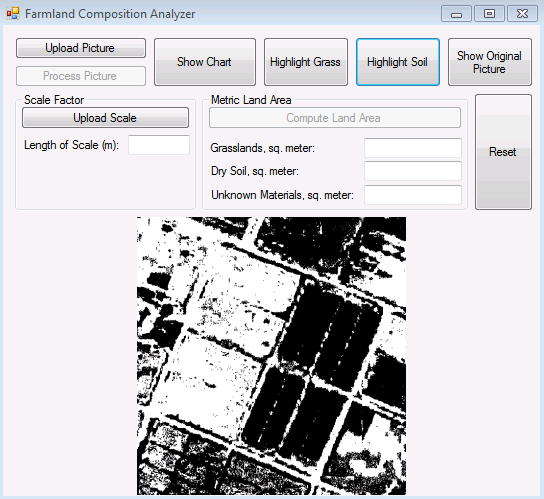 Farmland Composition Analyzer
Upload Picture
Process Picture
Show Chart
Highlight Grass
Highlight Soil
Show Original
Picture
Scale Factor
Upload Scale
Length of Scale (m):
Metric Land Area
Compute Land Area
Grasslands, sq. meter:
Dry Soil, sq. meter:
Unknown Materials, sq. meter:
Reset